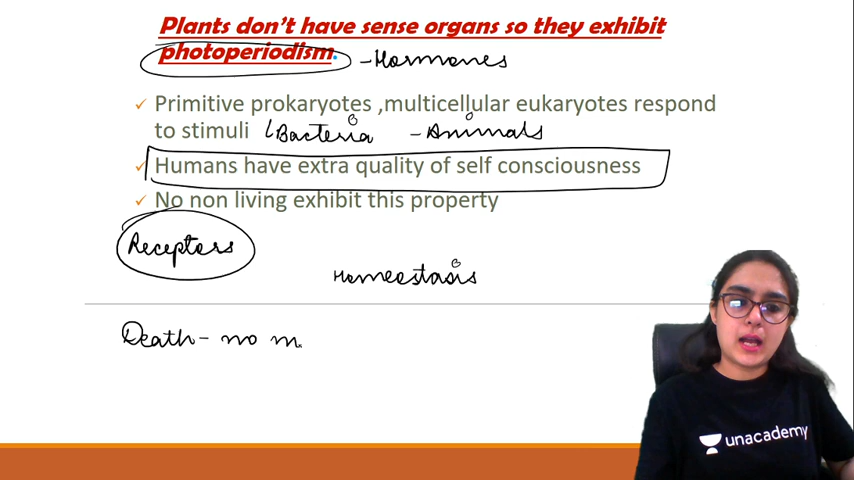 Plants don't have sense organs so they exhibit
photoperiodism. - Hormones
✓ Primitive prokaryotes ,multicellular eukaryotes respond
to stimuli Bacteria - Animals
✓ Humans have extra quality of self consciousness
✓ No non living exhibit this property
Receptors
Homeostasis
Death - no m
unacademy